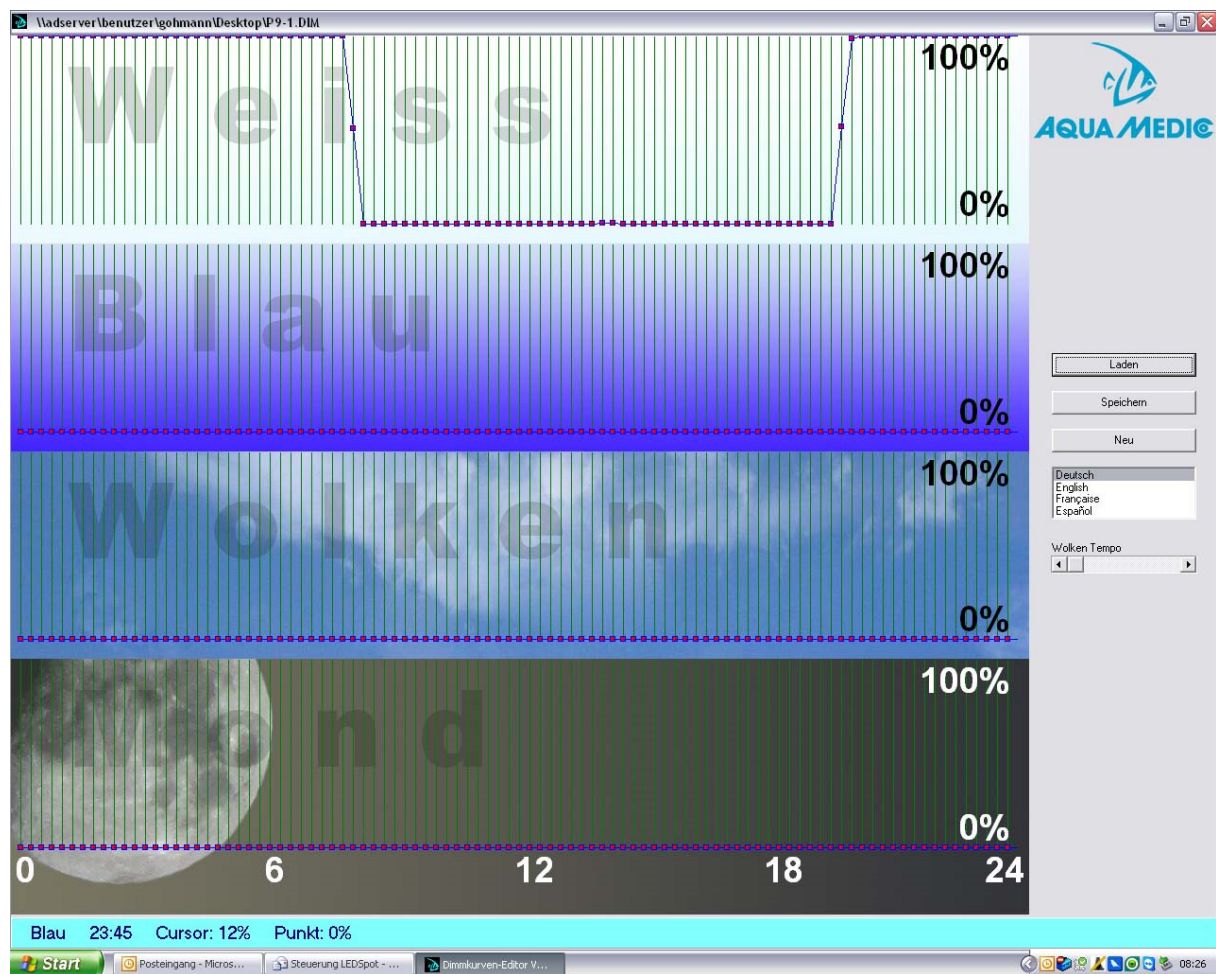 \\adserver\benutzer\gohmann\Desktop\P9-1.DIM
Weiss
100%
0%
AQUA MEDIC
Blau
100%
0%
Laden
Speichern
Neu
Deutsch
English
Française
Español
Wolken Tempo
Wolken
100%
0%
Mond
100%
0%
0 6 12 18 24
Blau 23:45 Cursor: 12% Punkt: 0%
Start Posteingang - Micros... Steuerung LEDSpot - ... Dimmkurven-Editor V... 08:26